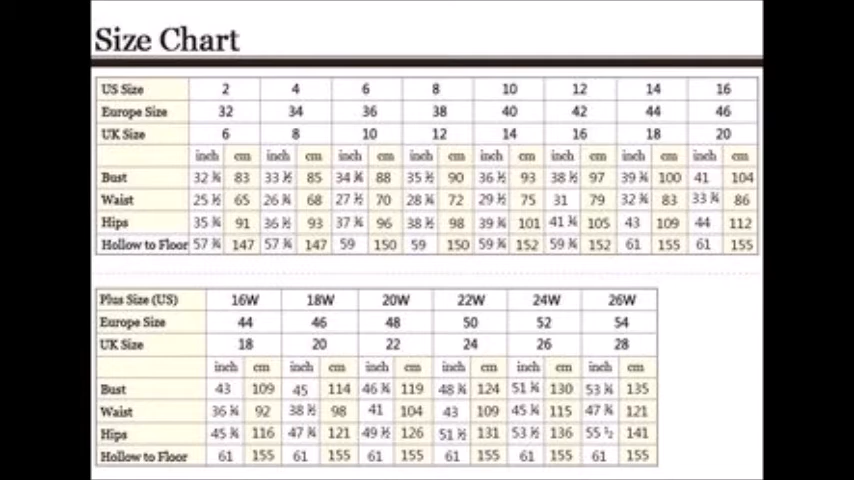 Size Chart
US Size 2 4 6 8 10 12 14 16
Europe Size 32 34 36 38 40 42 44 46
UK Size 6 8 10 12 14 16 18 20
inch cm inch cm inch cm inch cm inch cm inch cm inch cm inch cm
Bust 32 ¾ 83 33 ½ 85 34 ¾ 88 35 ½ 90 36 ½ 93 38 ½ 97 39 ¾ 100 41 104
Waist 25 ½ 65 26 ¾ 68 27 ½ 70 28 ¾ 72 29 ½ 75 31 79 32 ¾ 83 33 ¾ 86
Hips 35 ¾ 91 36 ½ 93 37 ¾ 96 38 ½ 98 39 ¾ 101 41 ¾ 105 43 109 44 112
Hollow to Floor 57 ¾ 147 57 ¾ 147 59 150 59 150 59 ¾ 152 59 ¾ 152 61 155 61 155
Plus Size (US) 16W 18W 20W 22W 24W 26W
Europe Size 44 46 48 50 52 54
UK Size 18 20 22 24 26 28
inch cm inch cm inch cm inch cm inch cm inch cm
Bust 43 109 45 114 46 ¾ 119 48 ¾ 124 51 ¾ 130 53 ¾ 135
Waist 36 ¾ 92 38 ½ 98 41 104 43 109 45 ¾ 115 47 ¾ 121
Hips 45 ¾ 116 47 ¾ 121 49 ½ 126 51 ½ 131 53 ½ 136 55 ½ 141
Hollow to Floor 61 155 61 155 61 155 61 155 61 155 61 155